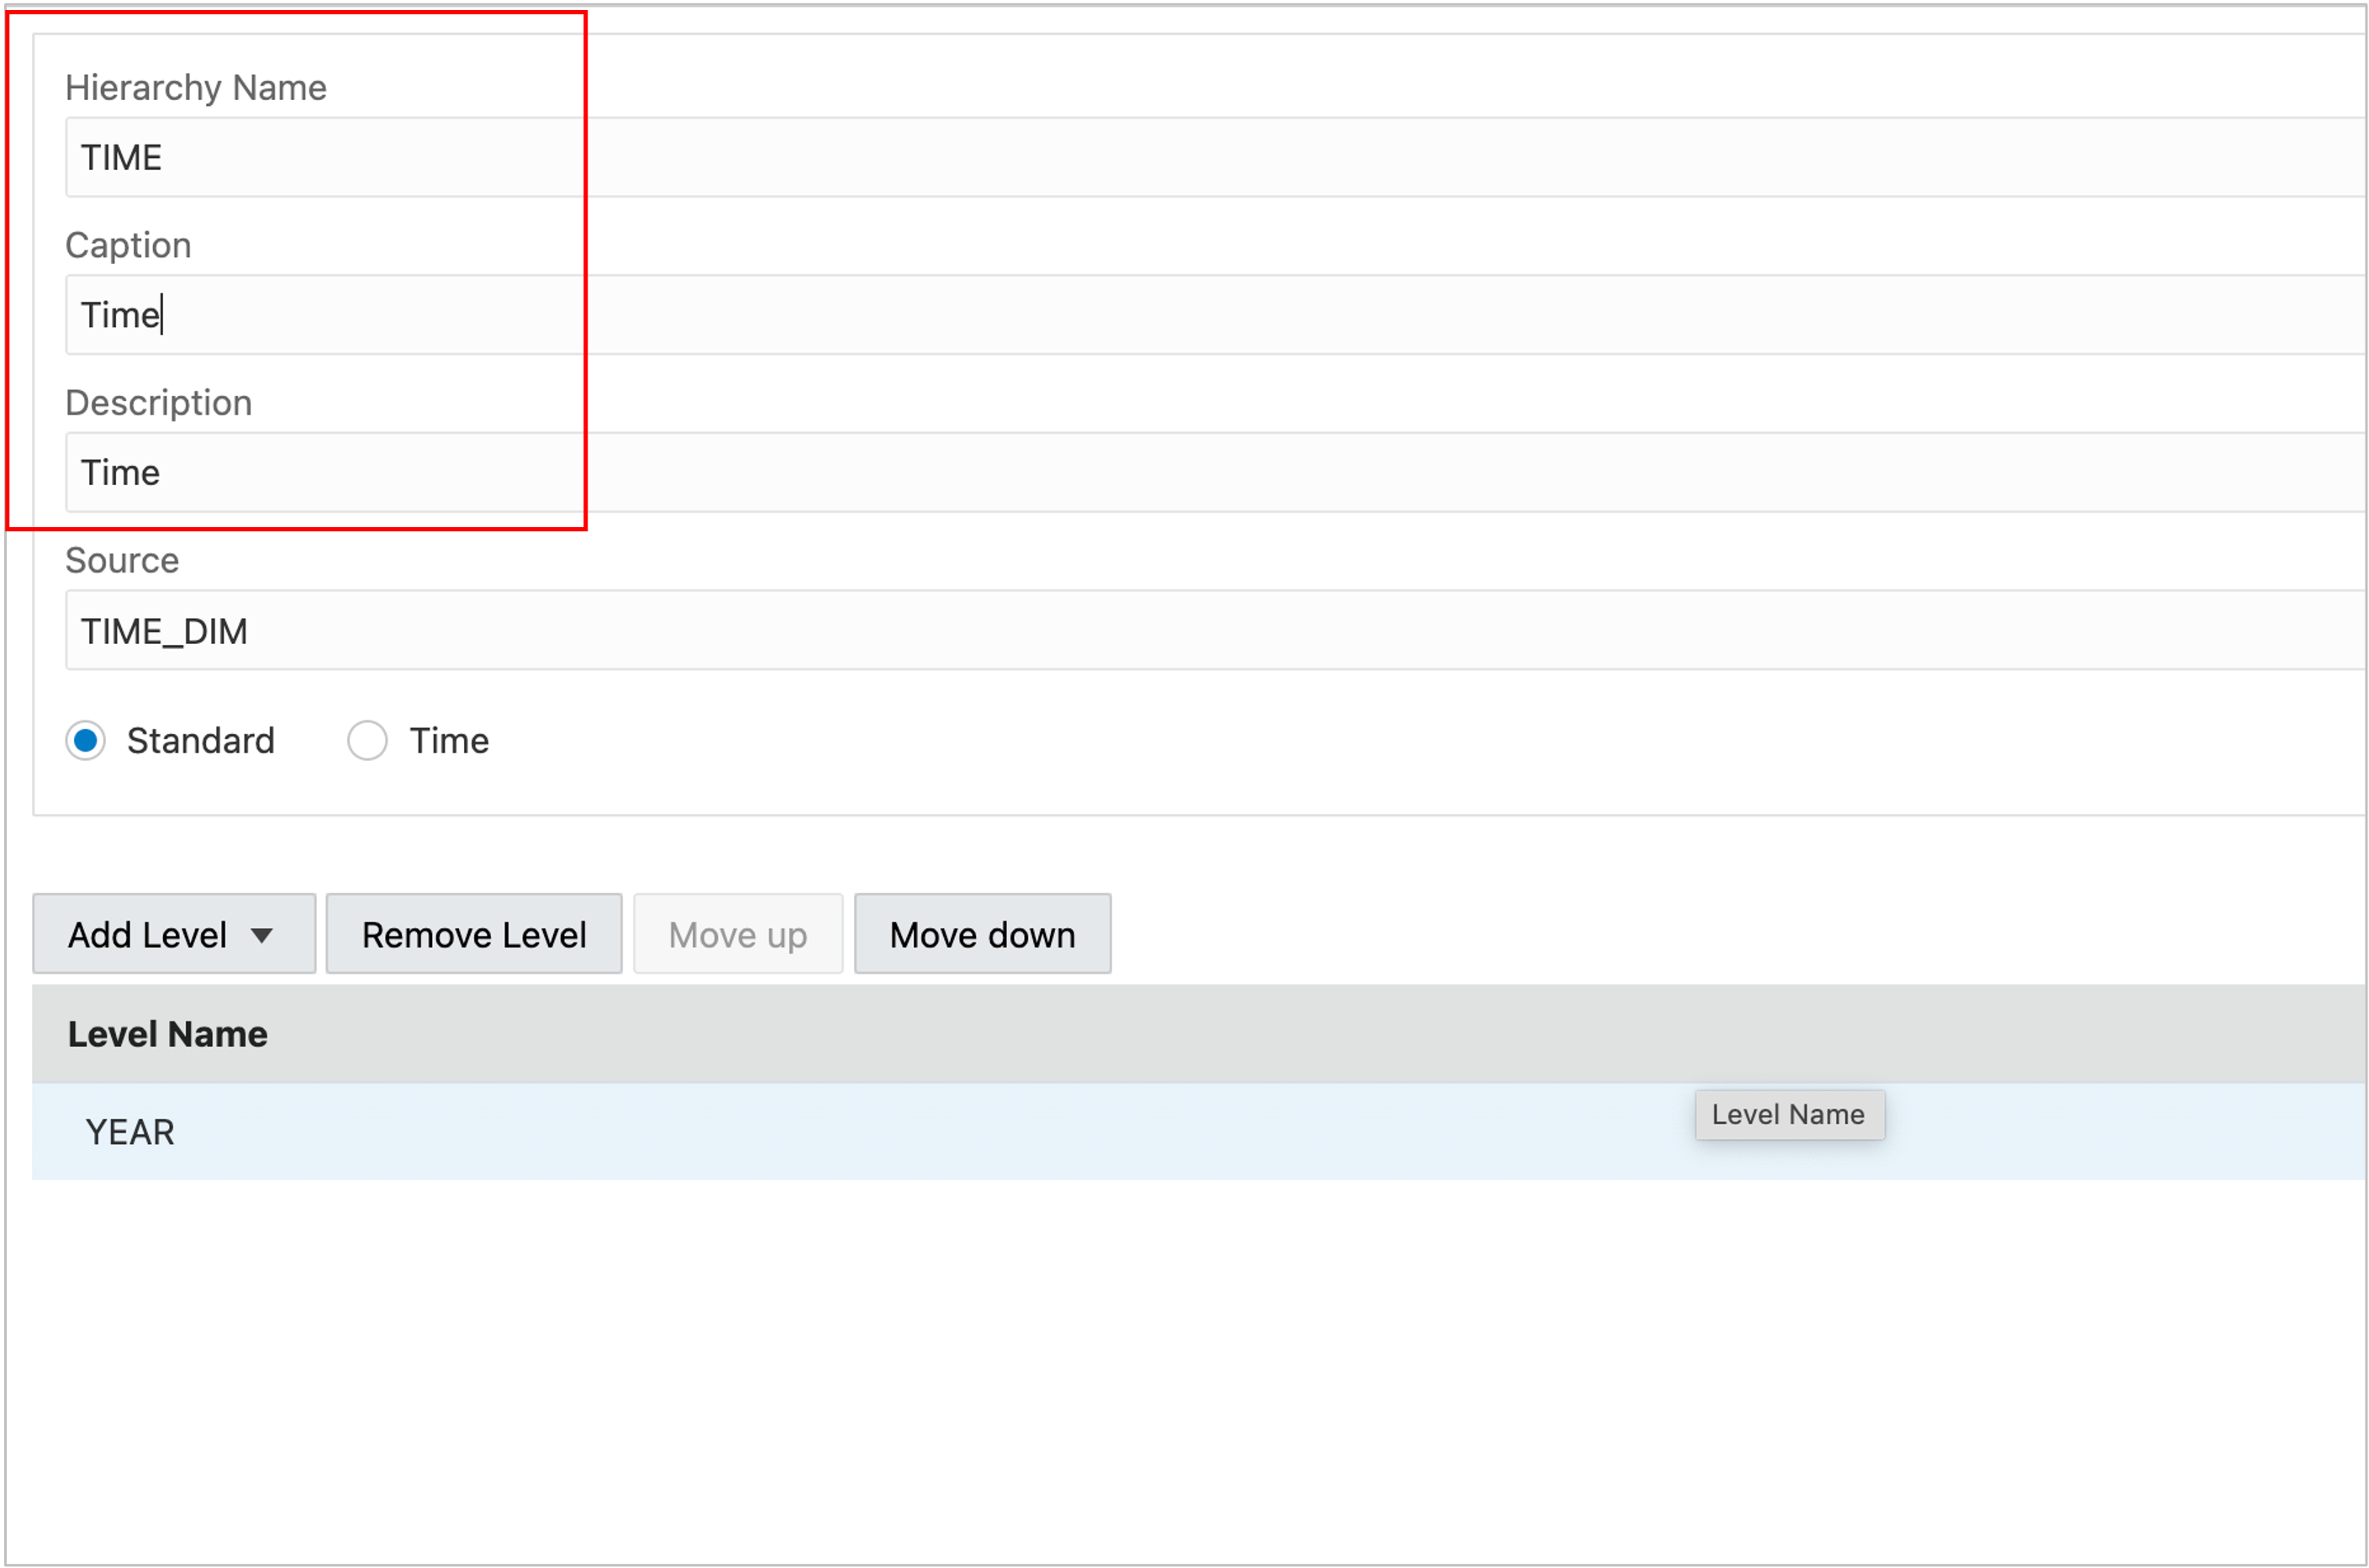 Hierarchy Name
TIME
Caption
Time
Description
Time
Source
TIME_DIM
Standard Time
Add Level Remove Level Move up Move down
Level Name
Level Name
YEAR